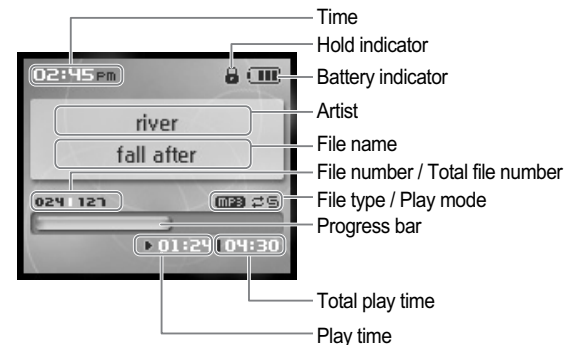 Time
Hold indicator
02:45 PM
Battery indicator
Artist
river
File name
fall after
File number / Total file number
024 | 127
MP3
File type / Play mode
Progress bar
01:24 | 04:30
Total play time
Play time